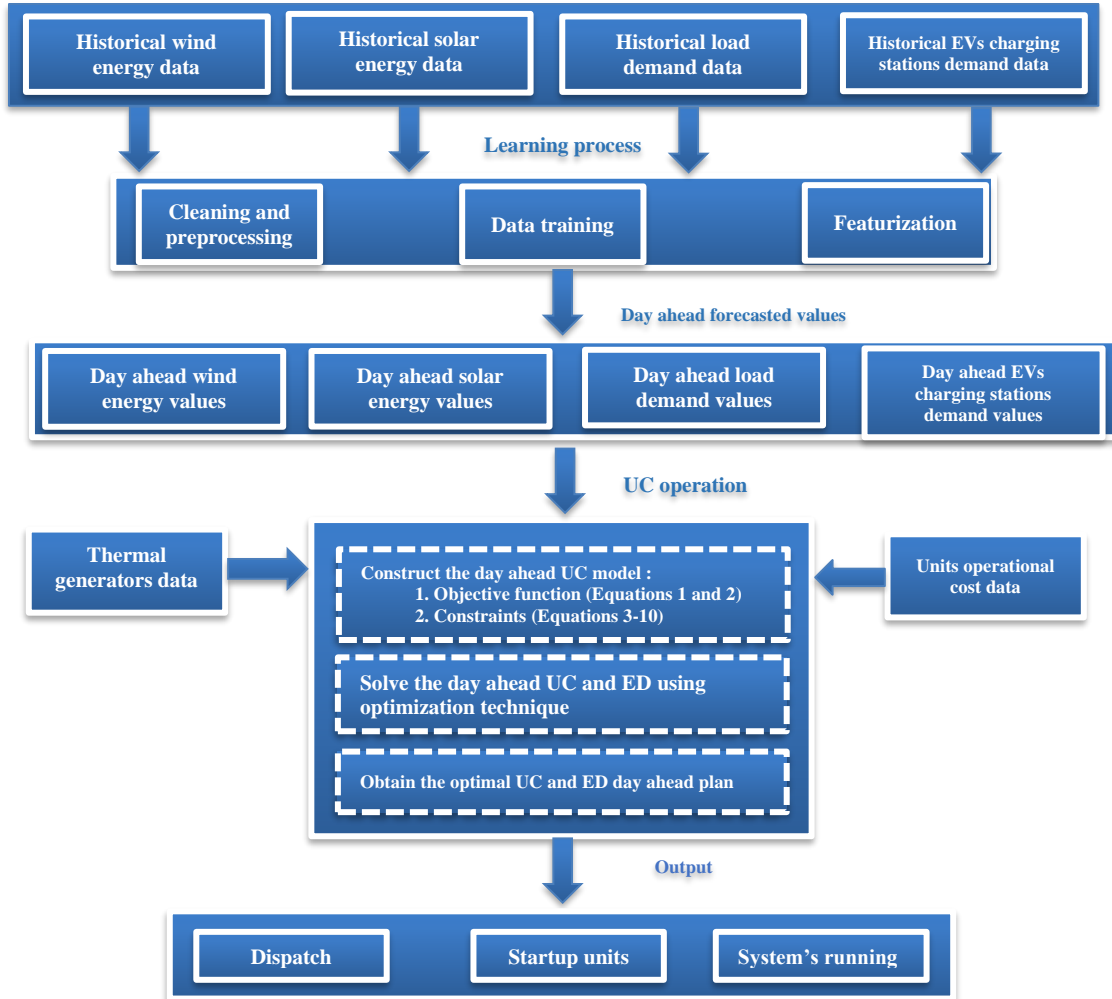 Historical wind
energy data
Historical solar
energy data
Historical load
demand data
Historical EVs charging
stations demand data
Learning process
Cleaning and
preprocessing
Data training
Featurization
Day ahead forecasted values
Day ahead wind
energy values
Day ahead solar
energy values
Day ahead load
demand values
Day ahead EVs
charging stations
demand values
UC operation
Thermal
generators data
Construct the day ahead UC model :
1. Objective function (Equations 1 and 2)
2. Constraints (Equations 3-10)
Units operational
cost data
Solve the day ahead UC and ED using
optimization technique
Obtain the optimal UC and ED day ahead plan
Output
Dispatch
Startup units
System’s running